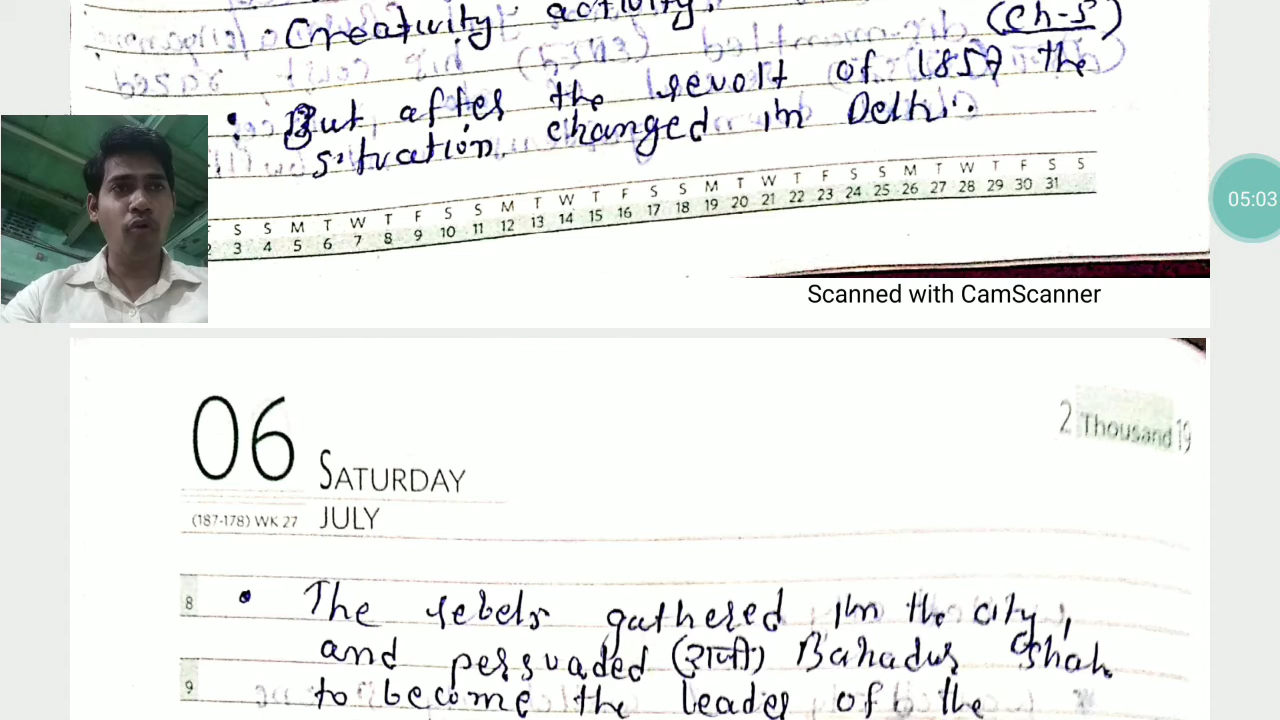 Creativity activity.
(Ch-5)
• But after the revolt of 1857 the
situation changed in Delhi.
S S M T W T F S S M T W T F S S M T W T F S S M T W T F S S
3 4 5 6 7 8 9 10 11 12 13 14 15 16 17 18 19 20 21 22 23 24 25 26 27 28 29 30 31
05:03
Scanned with CamScanner
06 SATURDAY
2 Thousand 19
(187-178) WK 27 JULY
8 • The rebels gathered in the city,
and persuaded (राजी) Bahadur Shah
9 to become the leader of the